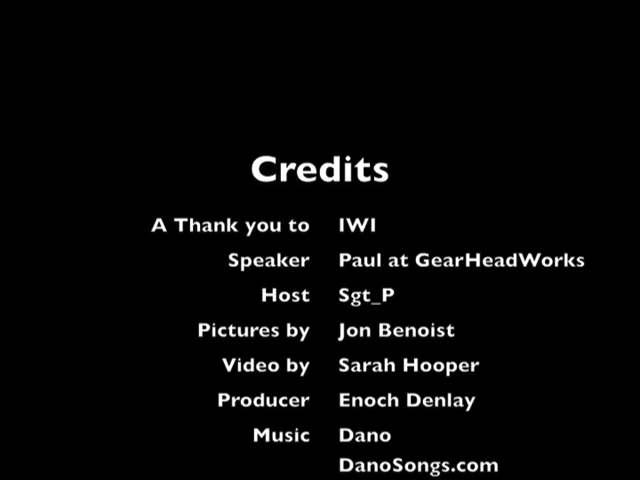 Credits
A Thank you to IWI
Speaker Paul at GearHeadWorks
Host Sgt_P
Pictures by Jon Benoist
Video by Sarah Hooper
Producer Enoch Denlay
Music Dano
DanoSongs.com